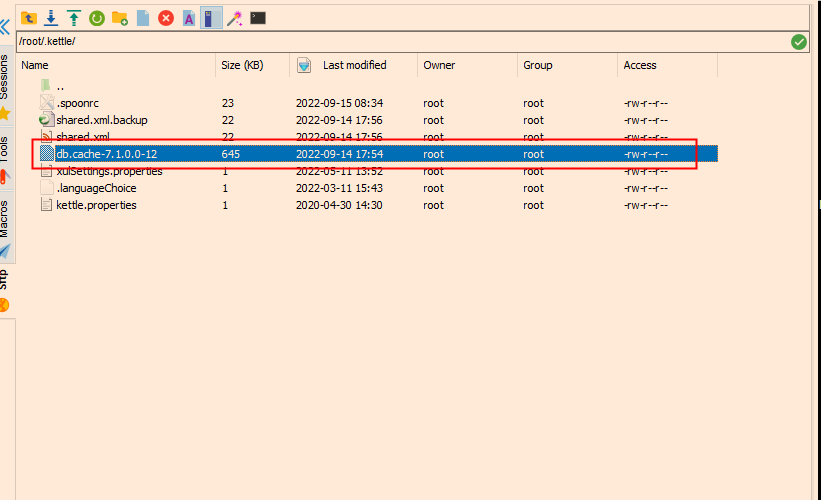 /root/.kettle/
Name Size (KB) Last modified Owner Group Access
..
.spoonrc 23 2022-09-15 08:34 root root -rw-r--r--
shared.xml.backup 22 2022-09-14 17:56 root root -rw-r--r--
shared.xml 22 2022-09-14 17:56 root root -rw-r--r--
db.cache-7.1.0.0-12 645 2022-09-14 17:54 root root -rw-r--r--
xulSettings.properties 1 2022-05-11 13:52 root root -rw-r--r--
.languageChoice 1 2022-03-11 15:43 root root -rw-r--r--
kettle.properties 1 2020-04-30 14:30 root root -rw-r--r--
Sessions
Tools
Macros
Sftp